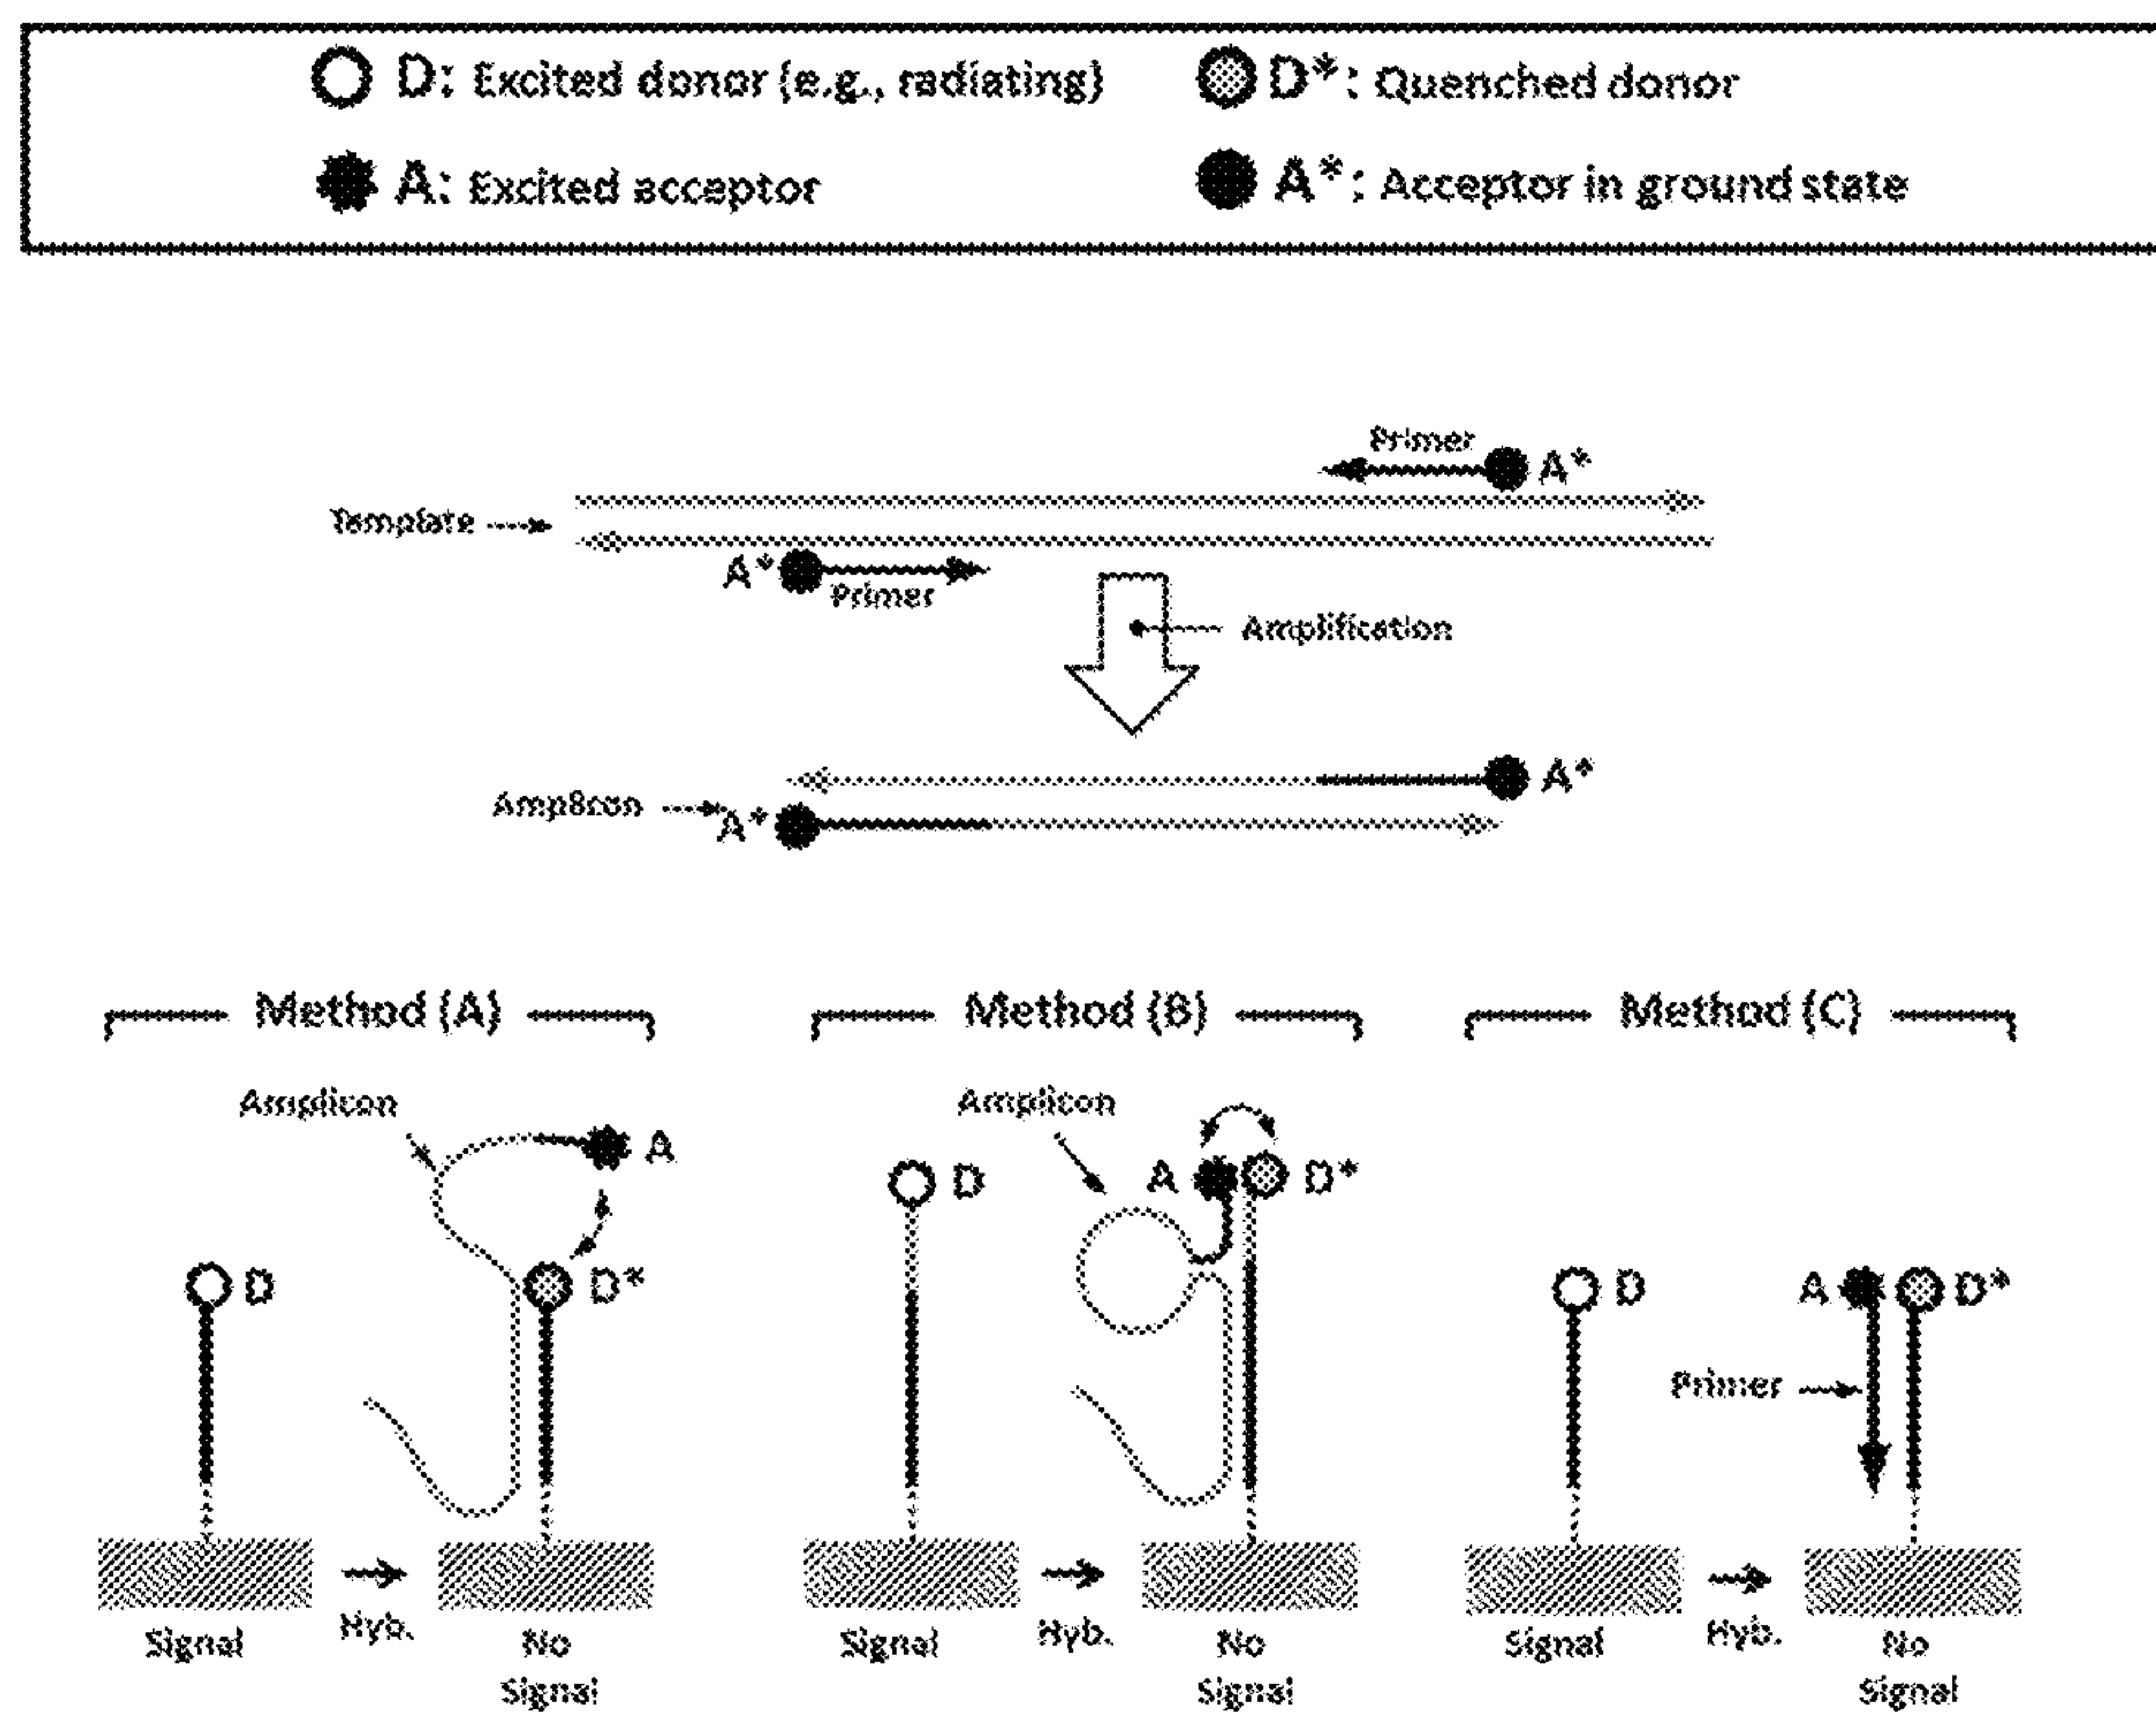 D: Excited donor (e.g., radiating)
D*: Quenched donor
A: Excited acceptor
A*: Acceptor in ground state
Primer
A*
Template
A*
Primer
Amplification
A*
Amp8con
A*
Method (A)
Method (B)
Method (C)
Amplicon
A
D
D*
Amplicon
D
A
D*
D
A
D*
Primer
Signal
Hyb.
No
Signal
Signal
Hyb.
No
Signal
Signal
Hyb.
No
Signal